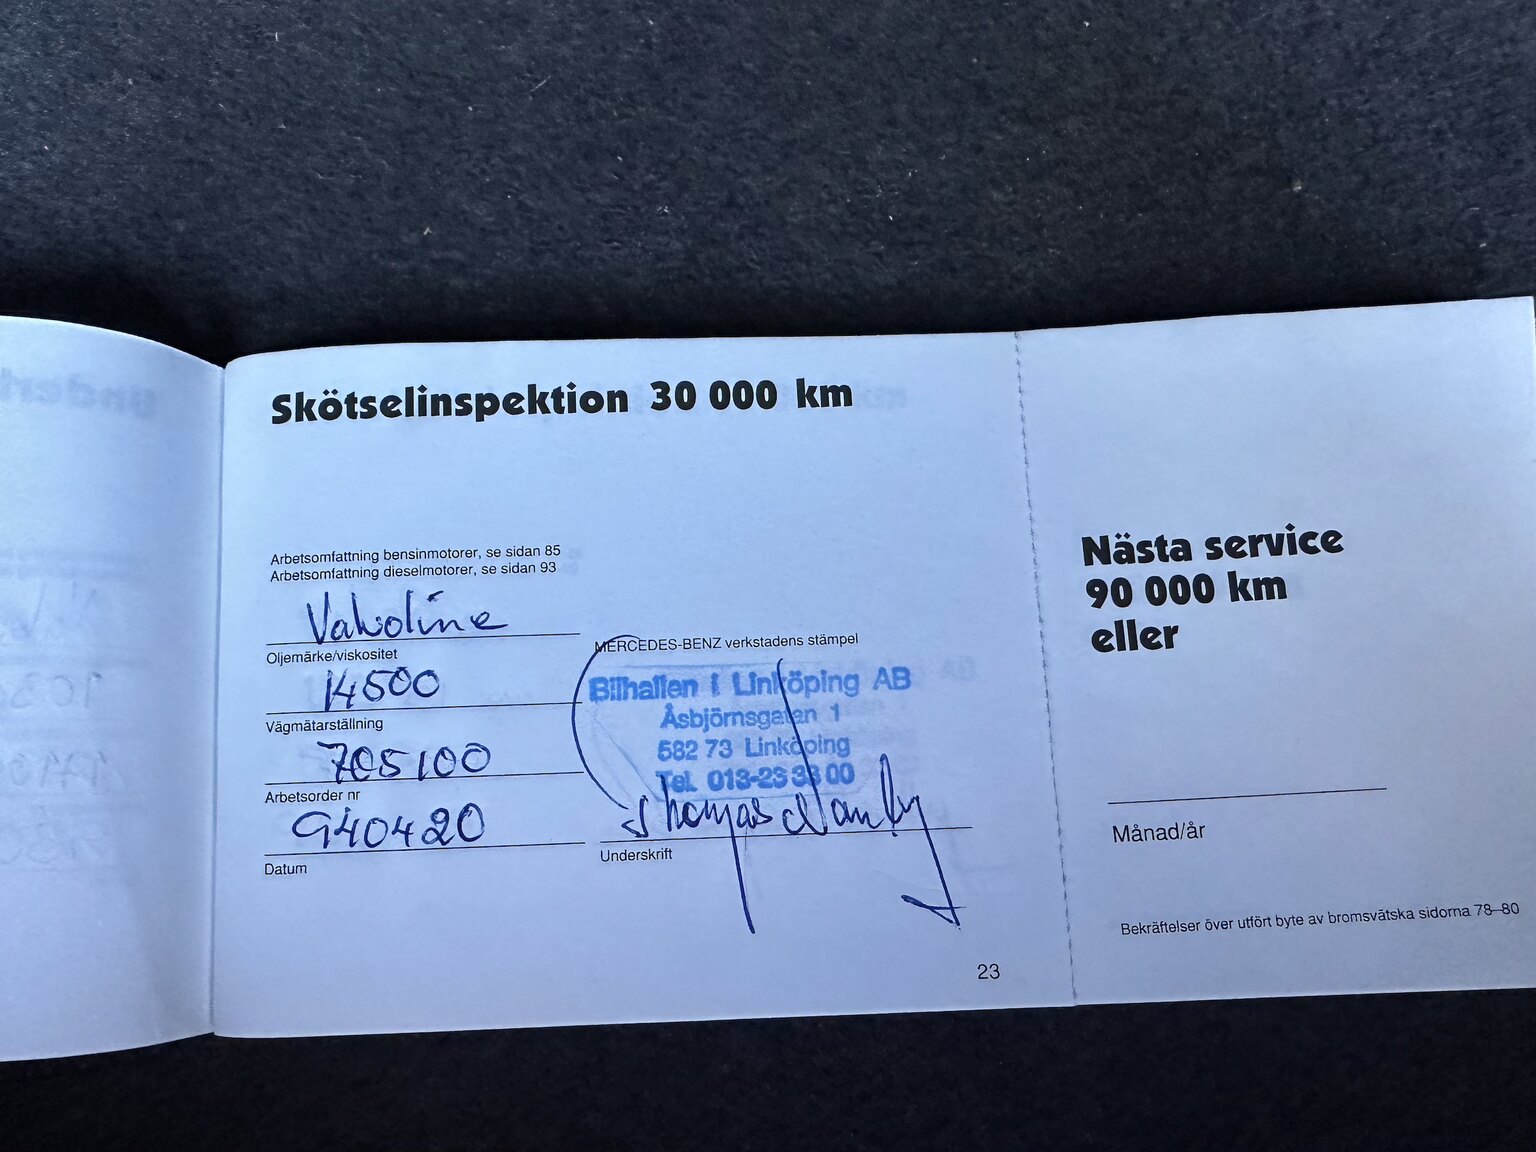 Skötselinspektion 30 000 km
Arbetsomfattning bensinmotorer, se sidan 85
Arbetsomfattning dieselmotorer, se sidan 93
Valvoline
Oljemärke/viskositet
14500
Vägmätarställning
705100
Arbetsorder nr
940420
Datum
MERCEDES-BENZ verkstadens stämpel
Bilhallen i Linköping AB
Åsbjörnsgatan 1
582 73 Linköping
Tel. 013-23 33 00
Thomas
Underskrift
23
Nästa service
90 000 km
eller
Månad/år
Bekräftelser över utfört byte av bromsvätska sidorna 78–80